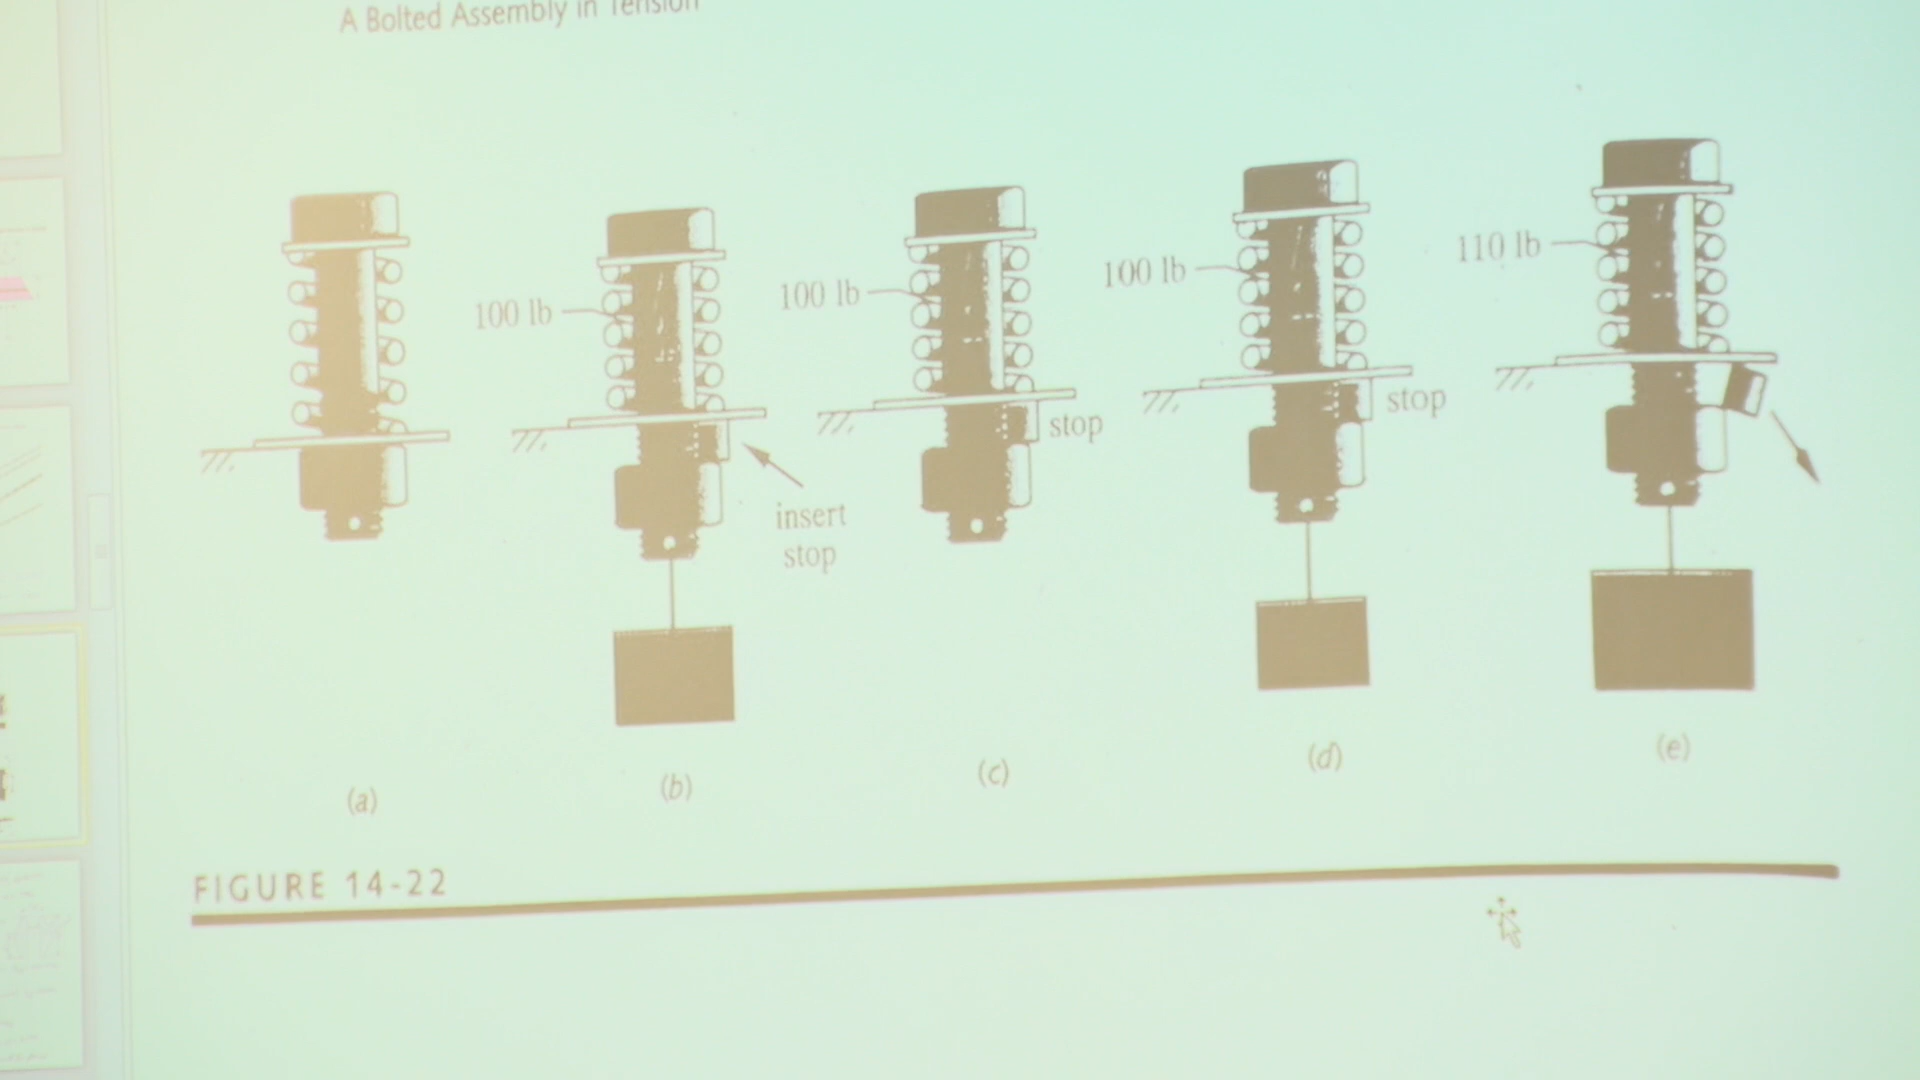 A Bolted Assembly in Tension
100 lb
100 lb
100 lb
110 lb
stop
stop
insert
stop
(a)
(b)
(c)
(d)
(e)
FIGURE 14-22